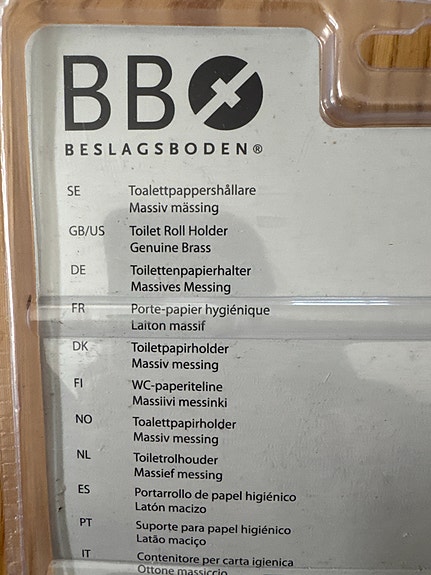 BB
BESLAGSBODEN®
SE Toalettpappershållare
Massiv mässing
GB/US Toilet Roll Holder
Genuine Brass
DE Toilettenpapierhalter
Massives Messing
FR Porte-papier hygiénique
Laiton massif
DK Toiletpapirholder
Massiv messing
FI WC-paperiteline
Massiivi messinki
NO Toalettpapirholder
Massiv messing
NL Toiletrolhouder
Massief messing
ES Portarrollo de papel higiénico
Latón macizo
PT Suporte para papel higiénico
Latão maciço
IT Contenitore per carta igienica
Ottone massiccio